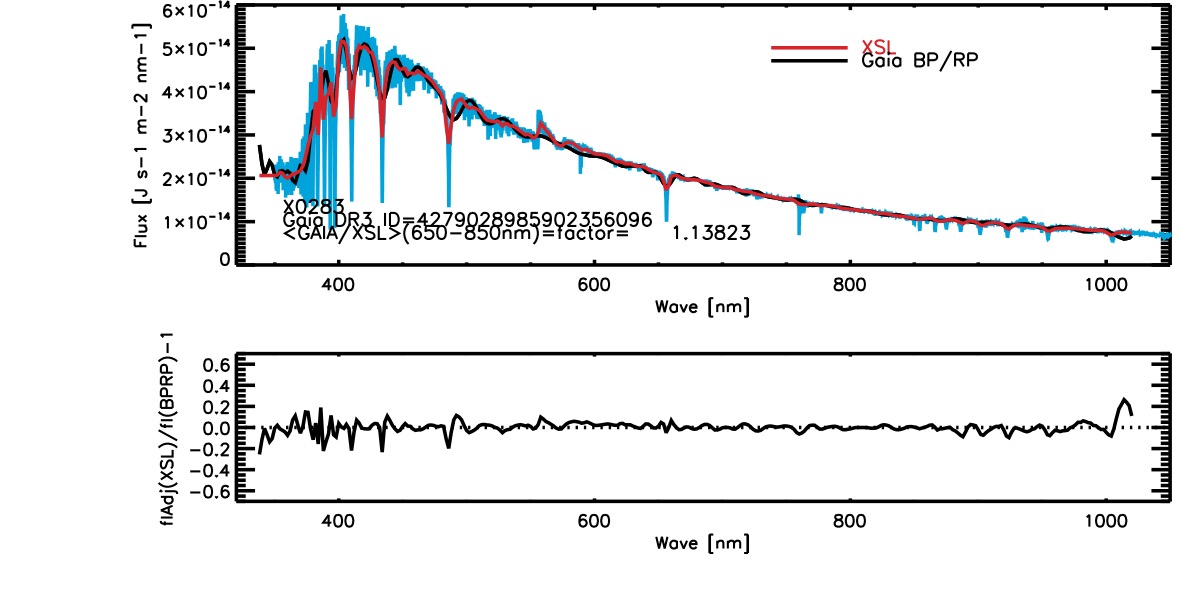 6×10⁻¹⁴
5×10⁻¹⁴
4×10⁻¹⁴
3×10⁻¹⁴
2×10⁻¹⁴
1×10⁻¹⁴
0
Flux [J s−1 m−2 nm−1]
XSL
Gaia BP/RP
X0283
Gaia DR3 ID=4279028985902356096
<GAIA/XSL>(650−850nm)=factor= 1.13823
400 600 800 1000
Wave [nm]
flAdj(XSL)/fl(BPRP)−1
0.6
0.4
0.2
0.0
−0.2
−0.4
−0.6
400 600 800 1000
Wave [nm]